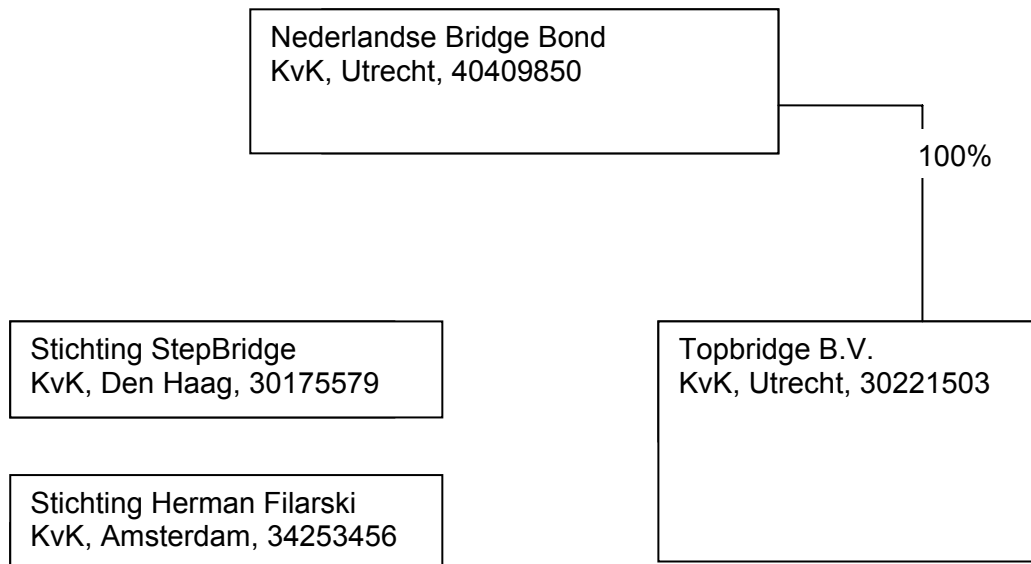 Nederlandse Bridge Bond
KvK, Utrecht, 40409850
100%
Stichting StepBridge
KvK, Den Haag, 30175579
Topbridge B.V.
KvK, Utrecht, 30221503
Stichting Herman Filarski
KvK, Amsterdam, 34253456